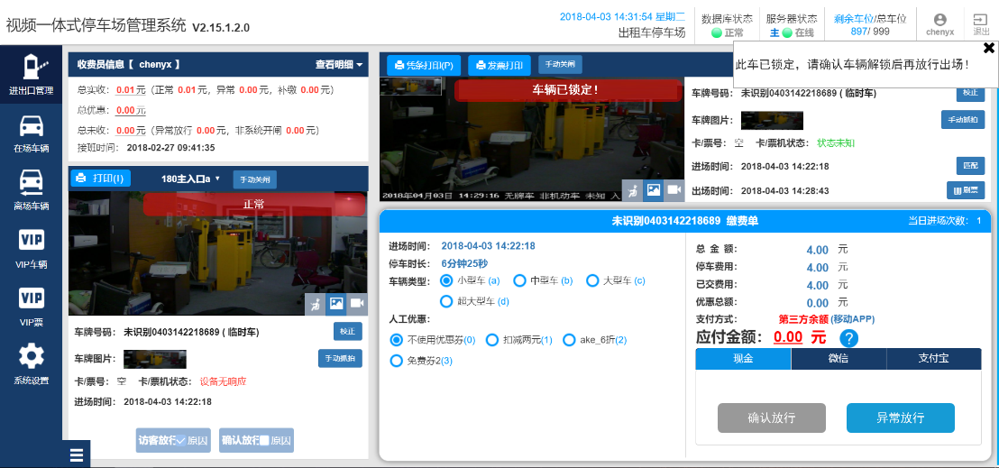 视频一体式停车场管理系统 V2.15.1.2.0
2018-04-03 14:31:54 星期二
出租车停车场
数据库状态
正常
服务器状态
主 在线
剩余车位/总车位
897/ 999
chenyx
退出
此车已锁定，请确认车辆解锁后再放行出场！
进出口管理
在场车辆
离场车辆
VIP
VIP车辆
VIP
VIP票
系统设置
收费员信息【 chenyx 】
查看明细
总实收： 0.01 元（正常 0.01 元，异常 0.00 元，补缴 0.00 元）
总优惠： 0.00 元
总未收： 0.00 元（异常放行 0.00 元，非系统开闸 0.00 元）
接班时间： 2018-02-27 09:41:35
打印(I)
180主入口a
手动关闸
正常
车牌号码： 未识别0403142218689 ( 临时车)
校正
车牌图片：
手动抓拍
卡/票号： 空 卡/票机状态： 设备无响应
进场时间： 2018-04-03 14:22:18
访客放行 原因
确认放行 原因
凭条打印(P)
发票打印
手动关闸
车辆已锁定！
2018年04月03日 14:29:16 无牌车 非机动车 未知 入
车牌号码： 未识别0403142218689 ( 临时车)
校正
车牌图片：
手动抓拍
卡/票号： 空 卡/票机状态： 状态未知
进场时间： 2018-04-03 14:22:18
匹配
出场时间： 2018-04-03 14:28:43
刷票
未识别0403142218689 缴费单
当日进场次数： 1
进场时间： 2018-04-03 14:22:18
停车时长： 6分钟25秒
车辆类型： 小型车 (a) 中型车 (b) 大型车 (c)
超大型车 (d)
人工优惠：
不使用优惠券(0) 扣减两元(1) ake_6折(2)
免费券2(3)
总 金 额： 4.00 元
停车费用： 4.00 元
已交费用： 4.00 元
优惠总额： 0.00 元
支付方式： 第三方余额 (移动APP)
应付金额： 0.00 元 ?
现金 微信 支付宝
确认放行
异常放行